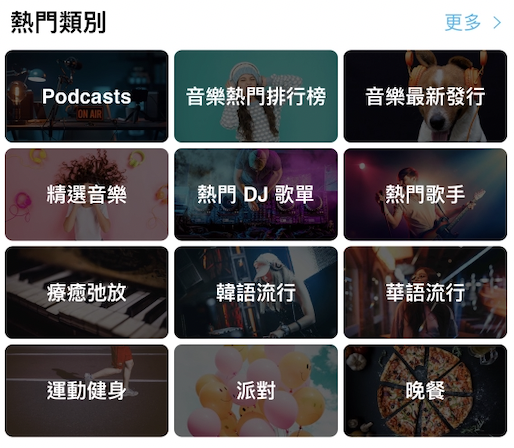 熱門類別
更多
Podcasts
ON AIR
音樂熱門排行榜
音樂最新發行
精選音樂
熱門 DJ 歌單
熱門歌手
療癒弛放
韓語流行
華語流行
運動健身
派對
晚餐